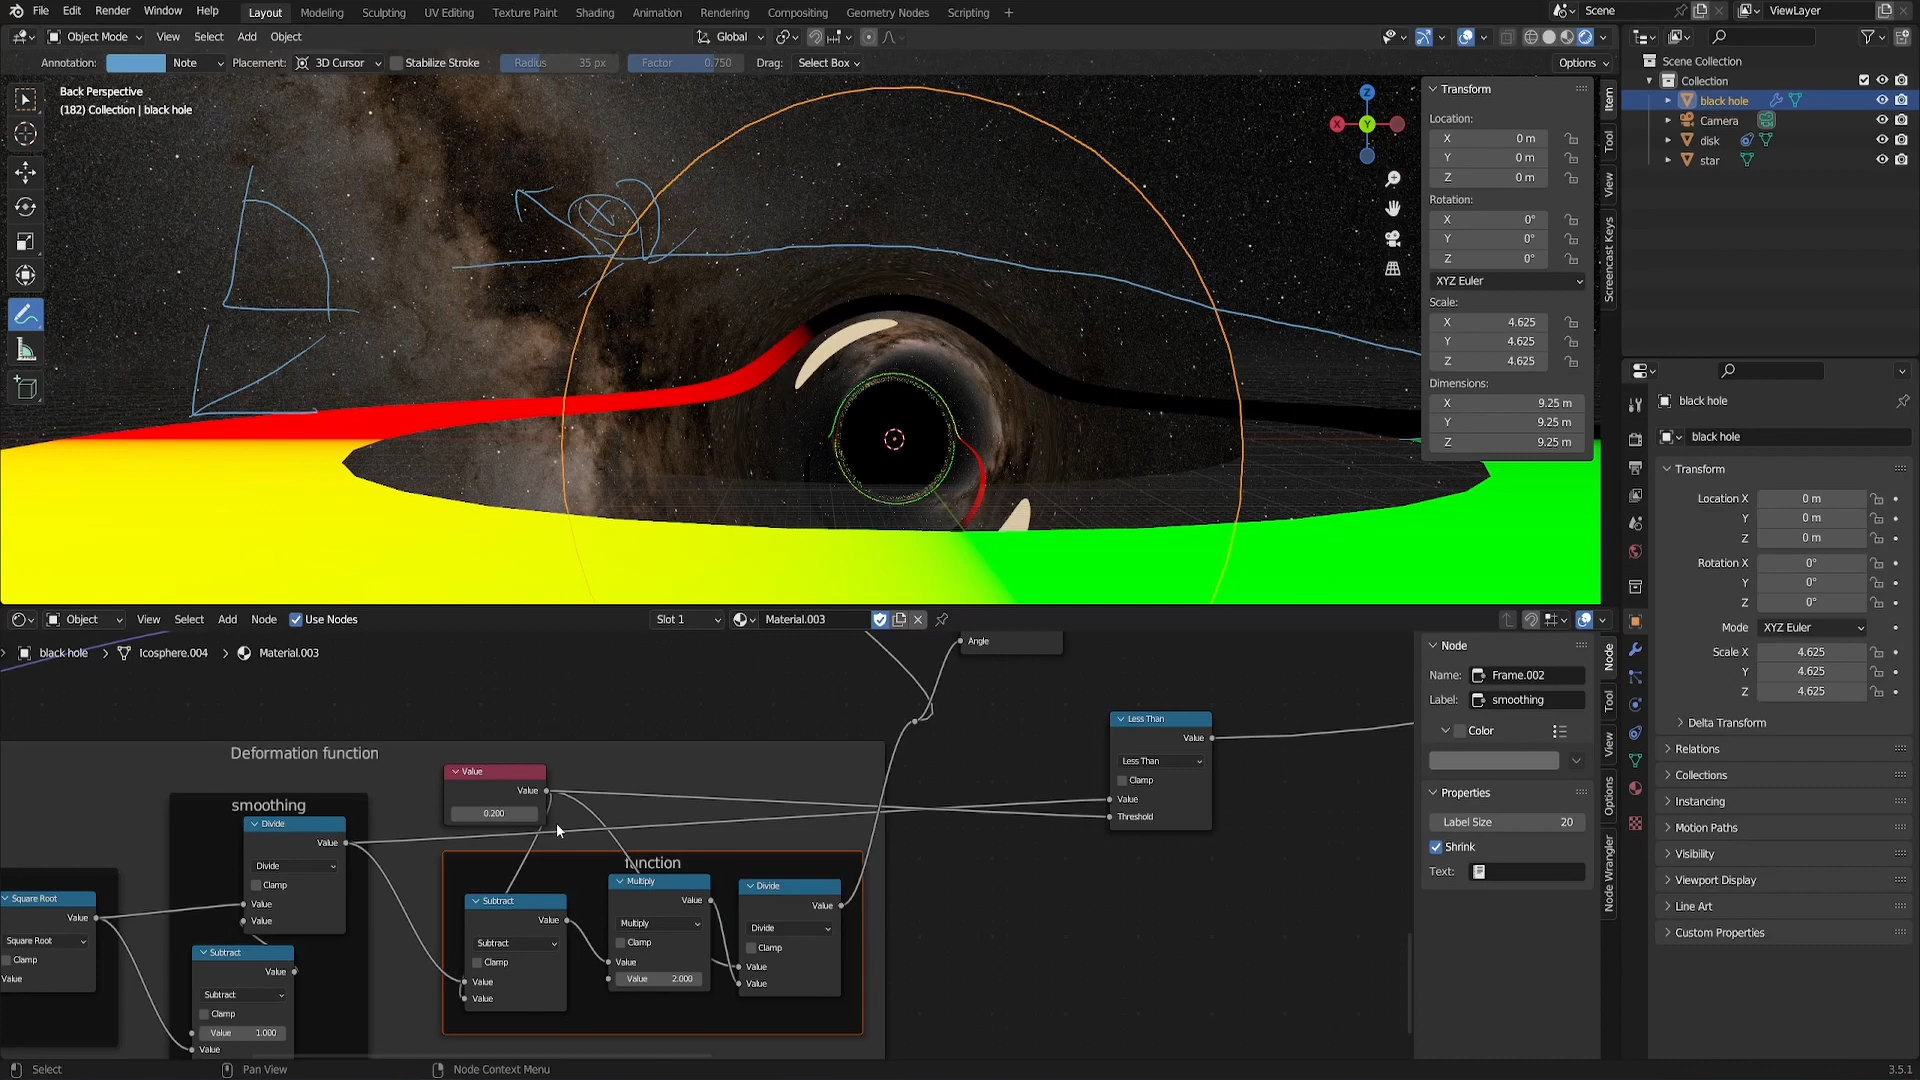 File Edit Render Window Help Layout Modeling Sculpting UV Editing Texture Paint Shading Animation Rendering Compositing Geometry Nodes Scripting + Scene ViewLayer
Object Mode View Select Add Object Global
Annotation: Note Placement: 3D Cursor Stabilize Stroke Radius 35 px Factor 0.750 Drag: Select Box Options
Back Perspective
(182) Collection | black hole
Z
X
Y
Transform
Location:
X 0 m
Y 0 m
Z 0 m
Rotation:
X 0°
Y 0°
Z 0°
XYZ Euler
Scale:
X 4.625
Y 4.625
Z 4.625
Dimensions:
X 9.25 m
Y 9.25 m
Z 9.25 m
Item
Tool
View
Screencast Keys
Scene Collection
Collection
black hole
Camera
disk
star
black hole
black hole
Transform
Location X 0 m
Y 0 m
Z 0 m
Rotation X 0°
Y 0°
Z 0°
Mode XYZ Euler
Scale X 4.625
Y 4.625
Z 4.625
Delta Transform
Relations
Collections
Instancing
Motion Paths
Visibility
Viewport Display
Line Art
Custom Properties
Object View Select Add Node Use Nodes Slot 1 Material.003
black hole > Icosphere.004 > Material.003
Angle
Deformation function
smoothing
Divide
Value
Divide
Clamp
Value
Value
Square Root
Value
Square Root
Clamp
Value
Subtract
Value
Subtract
Clamp
Value 1.000
Value
Value
Value
0.200
function
Subtract
Value
Subtract
Clamp
Value
Value
Multiply
Value
Multiply
Clamp
Value
Value 2.000
Divide
Value
Divide
Clamp
Value
Value
Less Than
Value
Less Than
Clamp
Value
Threshold
Node
Name: Frame.002
Label: smoothing
Color
Properties
Label Size 20
Shrink
Text:
Node
Tool
View
Options
Node Wrangler
Select Pan View Node Context Menu 3.5.1